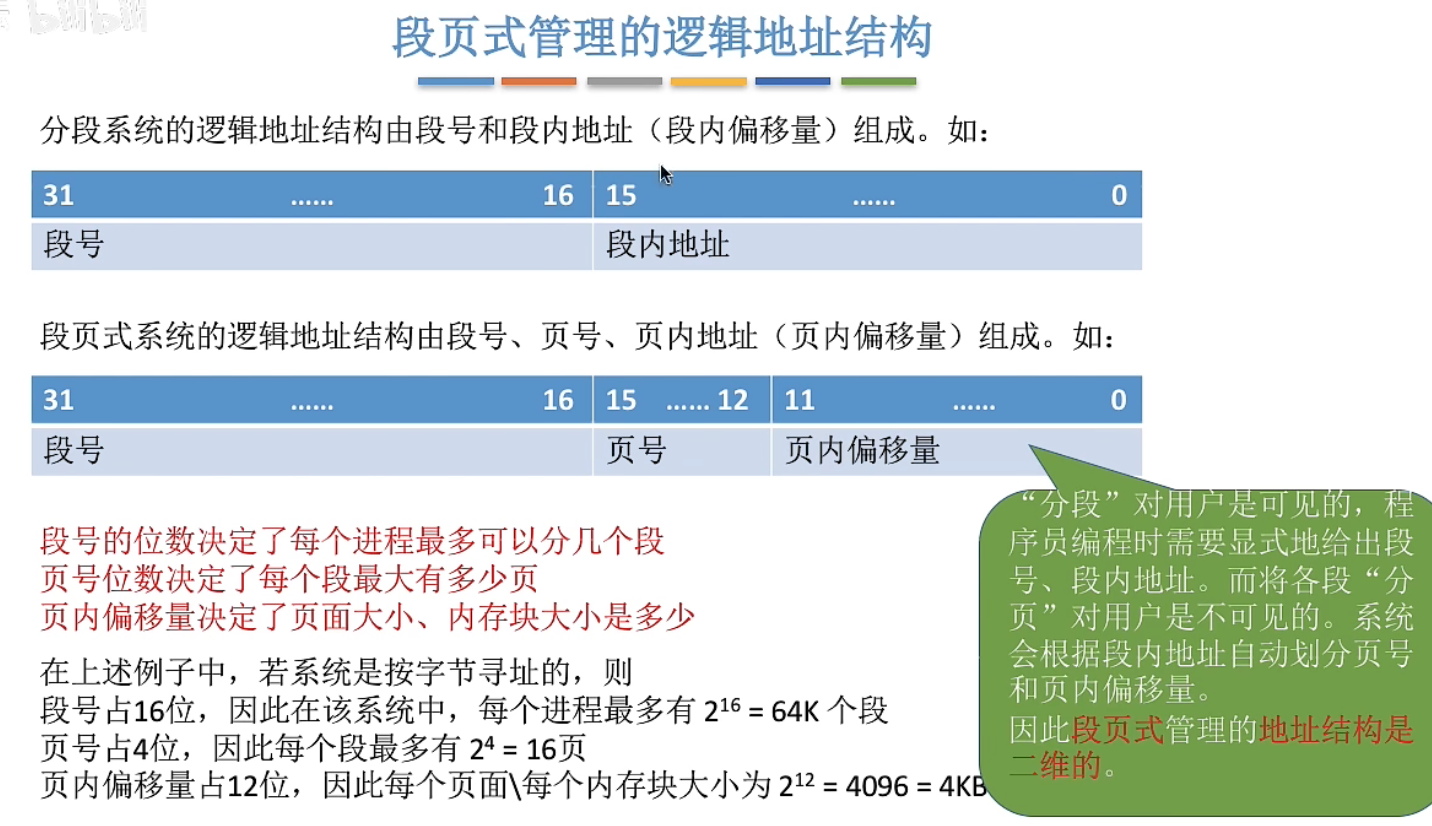 段页式管理的逻辑地址结构
分段系统的逻辑地址结构由段号和段内地址（段内偏移量）组成。如：
31 …… 16 15 …… 0
段号 段内地址
段页式系统的逻辑地址结构由段号、页号、页内地址（页内偏移量）组成。如：
31 …… 16 15 …… 12 11 …… 0
段号 页号 页内偏移量
段号的位数决定了每个进程最多可以分几个段
页号位数决定了每个段最大有多少页
页内偏移量决定了页面大小、内存块大小是多少
在上述例子中，若系统是按字节寻址的，则
段号占16位，因此在该系统中，每个进程最多有 2¹⁶ = 64K 个段
页号占4位，因此每个段最多有 2⁴ = 16页
页内偏移量占12位，因此每个页面\每个内存块大小为 2¹² = 4096 = 4KB
“分段”对用户是可见的，程
序员编程时需要显式地给出段
号、段内地址。而将各段“分
页”对用户是不可见的。系统
会根据段内地址自动划分页号
和页内偏移量。
因此段页式管理的地址结构是
二维的。